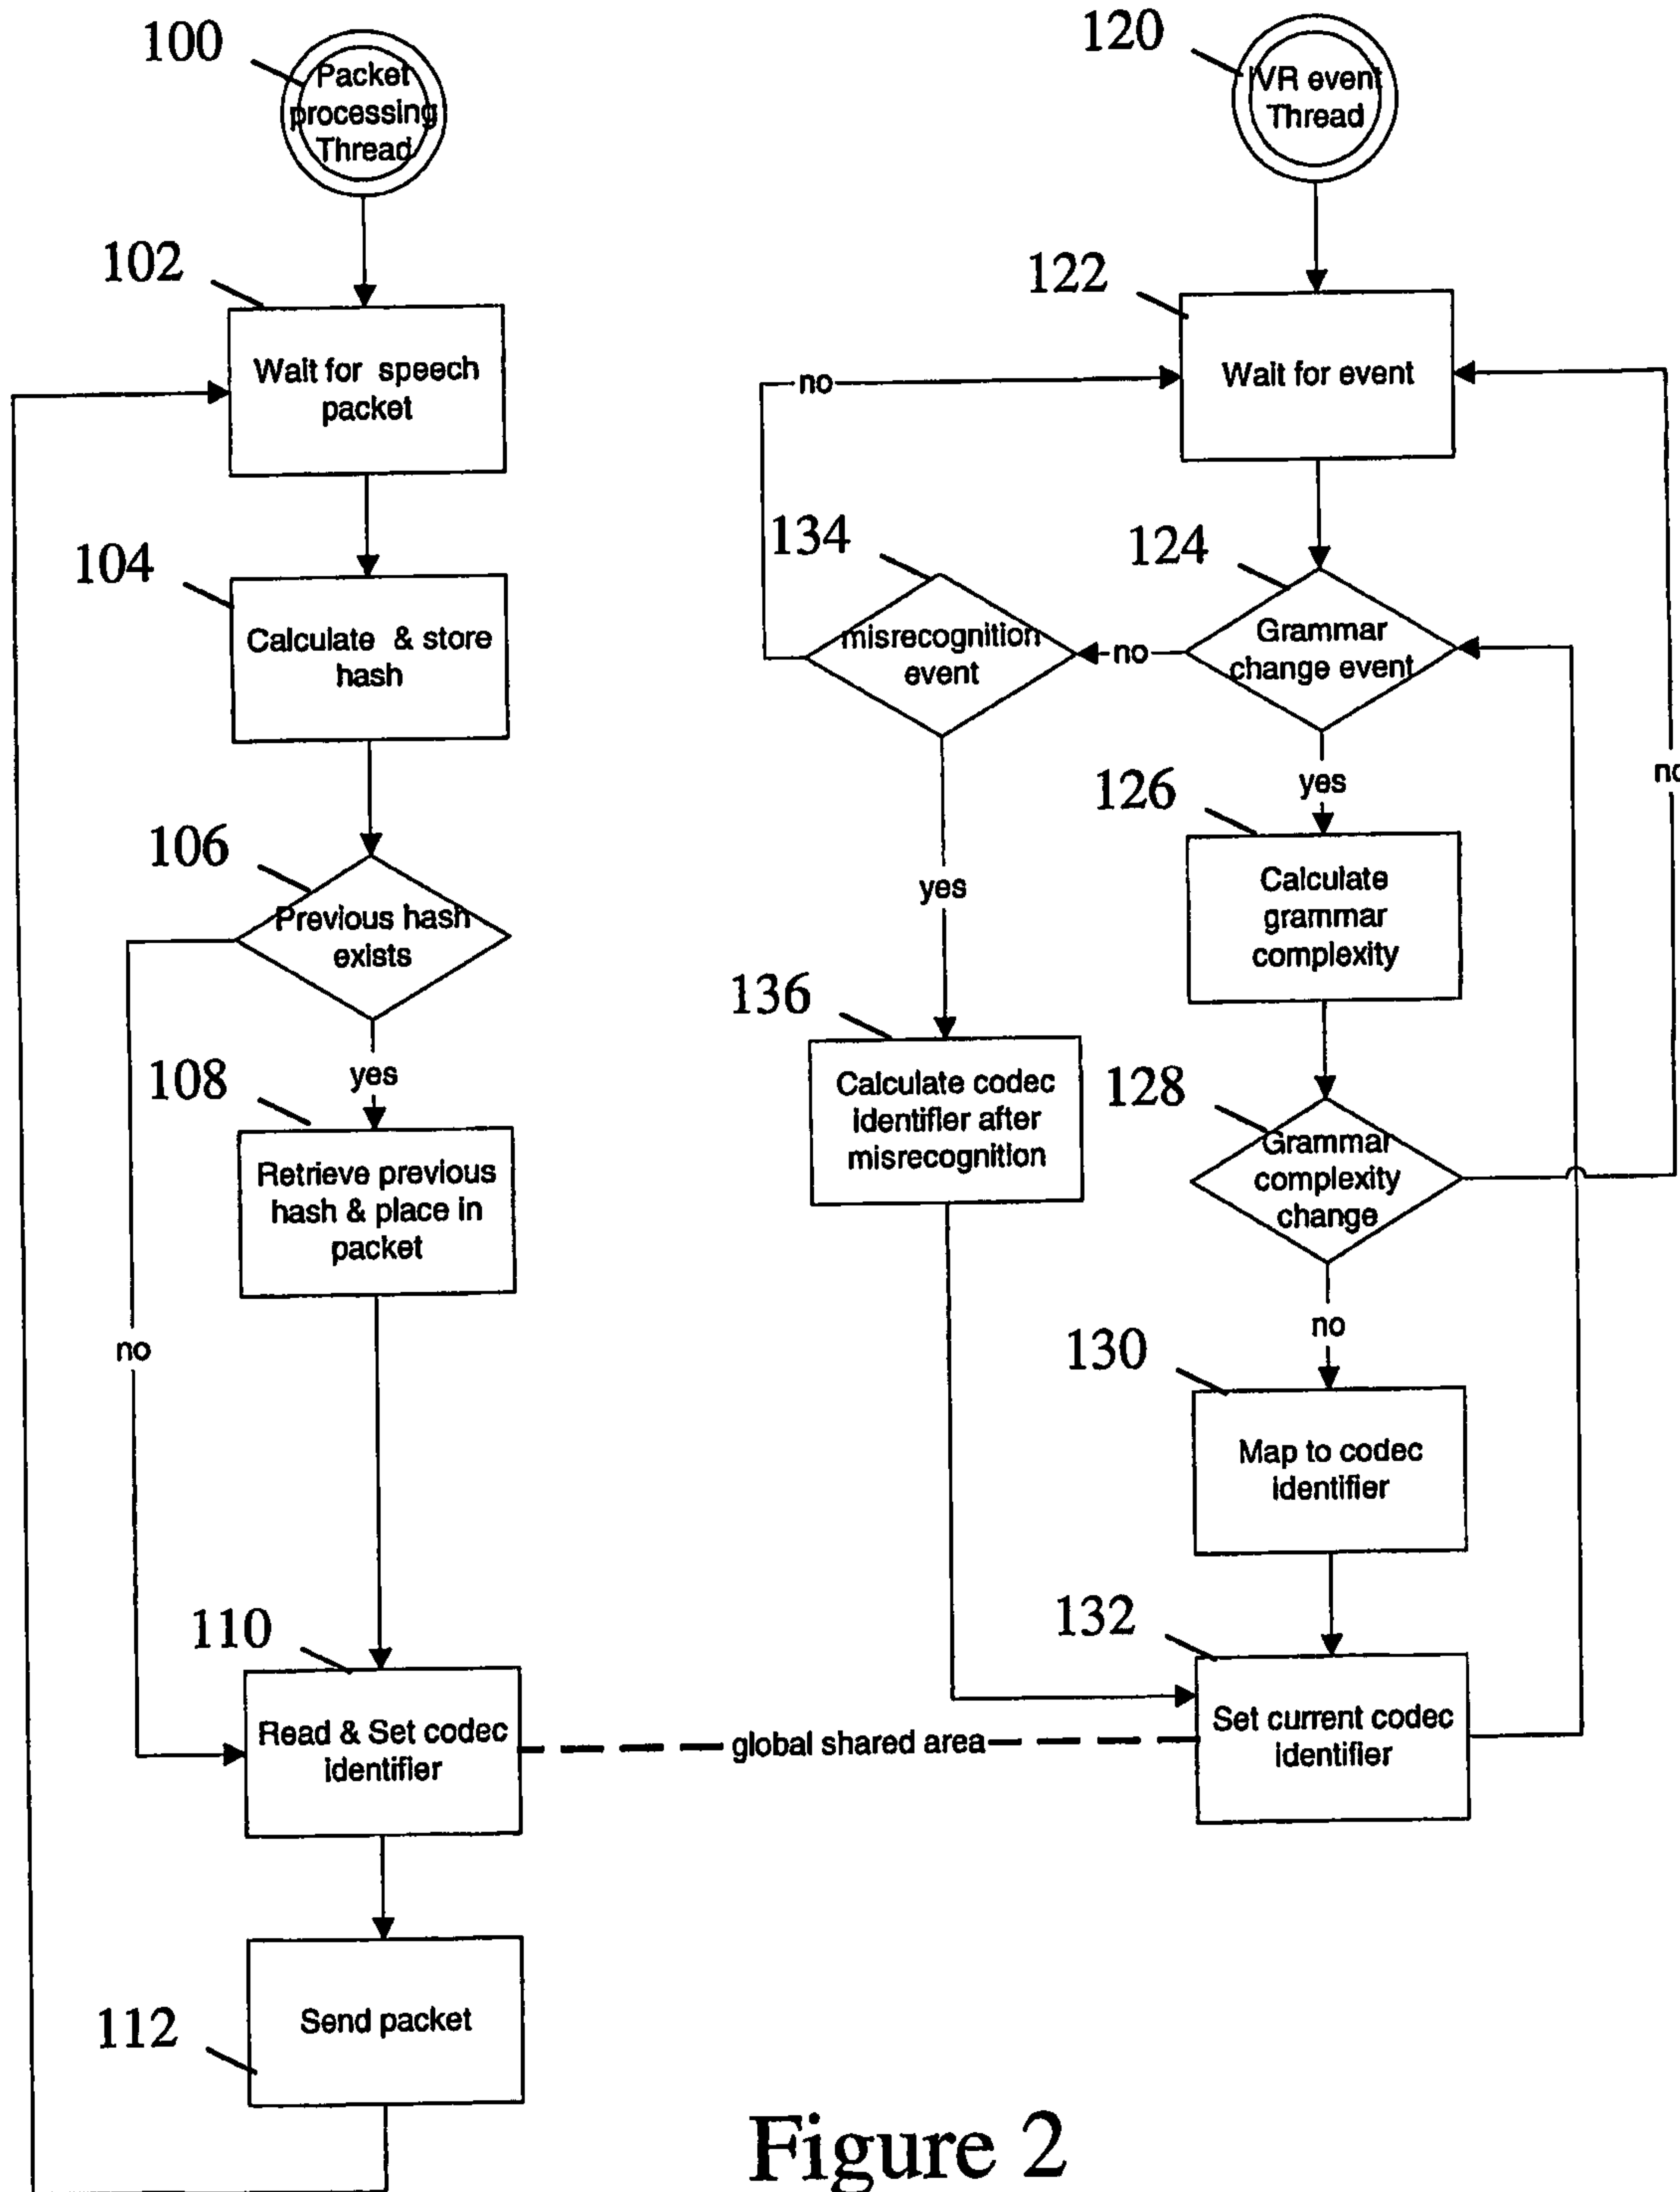 100
Packet
processing
Thread
102
Wait for speech
packet
104
Calculate & store
hash
106
Previous hash
exists
yes
no
108
Retrieve previous
hash & place in
packet
110
Read & Set codec
identifier
112
Send packet
global shared area
120
IVR event
Thread
122
Wait for event
no
124
Grammar
change event
no
134
misrecognition
event
yes
136
Calculate codec
identifier after
misrecognition
yes
126
Calculate
grammar
complexity
128
Grammar
complexity
change
no
no
130
Map to codec
identifier
132
Set current codec
identifier
Figure 2